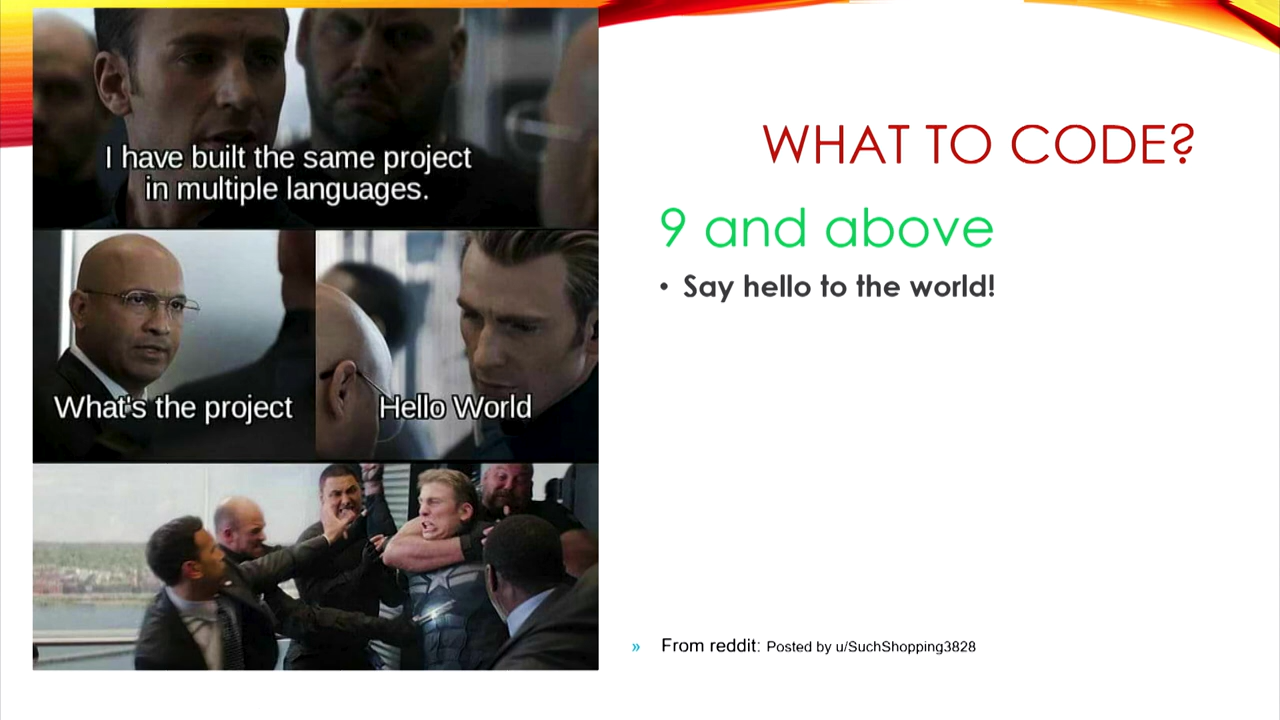 I have built the same project
in multiple languages.
What's the project
Hello World
WHAT TO CODE?
9 and above
• Say hello to the world!
» From reddit: Posted by u/SuchShopping3828